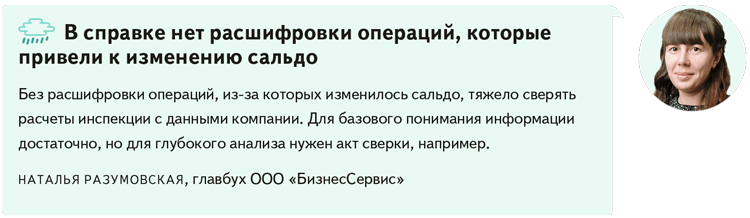 В справке нет расшифровки операций, которые
привели к изменению сальдо
Без расшифровки операций, из-за которых изменилось сальдо, тяжело сверять
расчеты инспекции с данными компании. Для базового понимания информации
достаточно, но для глубокого анализа нужен акт сверки, например.
НАТАЛЬЯ РАЗУМОВСКАЯ, главбух ООО «БизнесСервис»